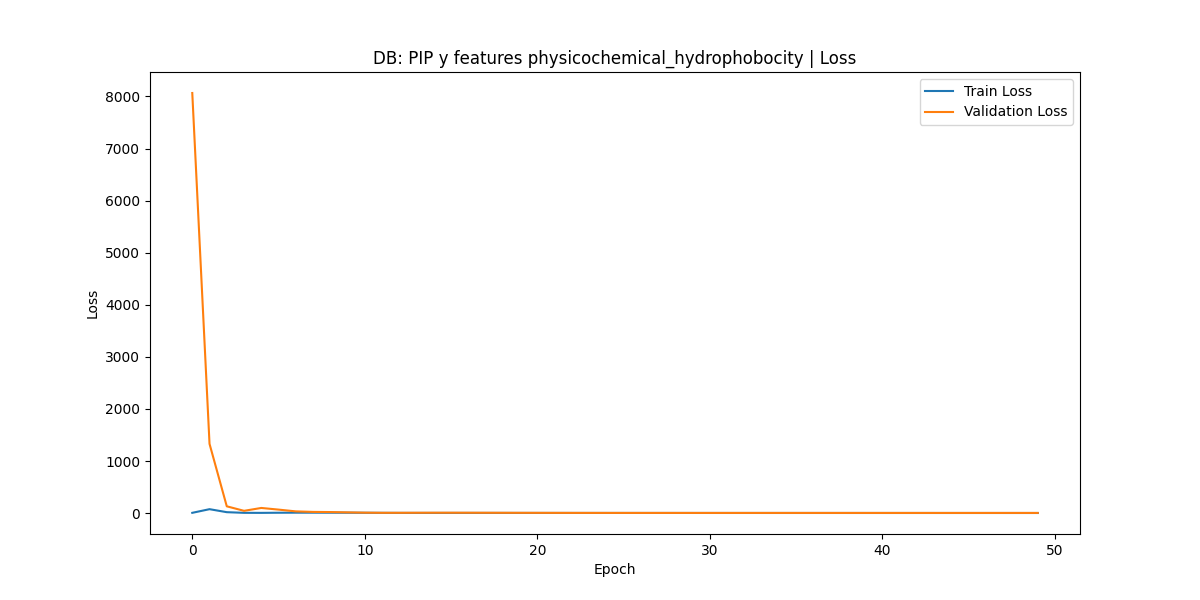 DB: PIP y features physicochemical_hydrophobocity | Loss
Train Loss
Validation Loss
8000
7000
6000
5000
4000
3000
2000
1000
0
Loss
0 10 20 30 40 50
Epoch